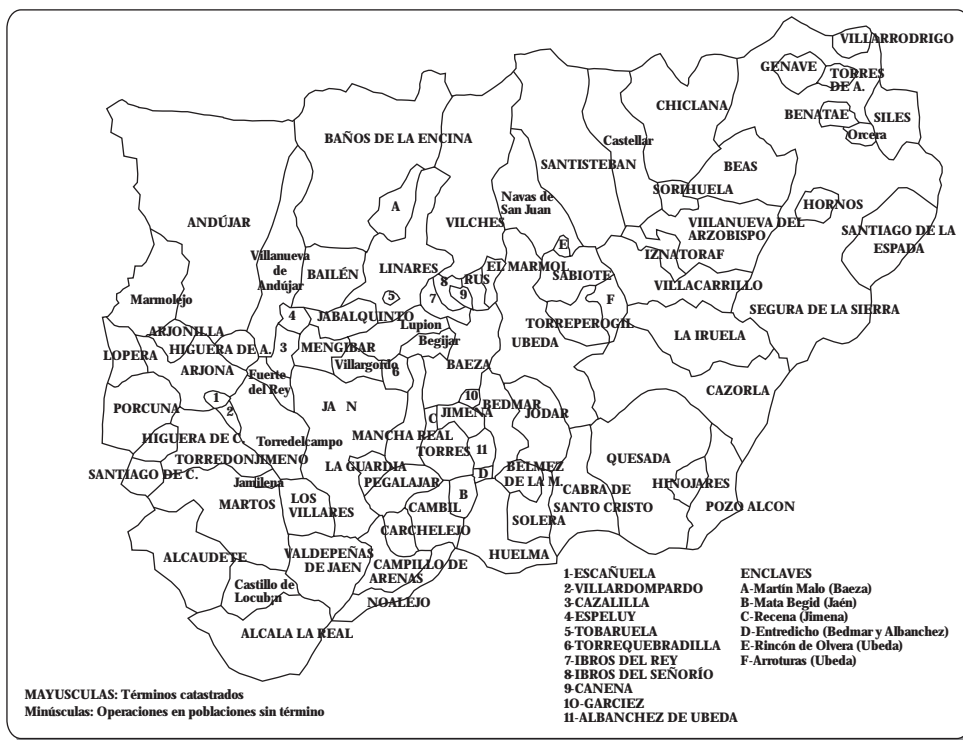 VILLARRODRIGO
GENAVE
TORRES
DE A.
CHICLANA
BENATAE
SILES
Orcera
BAÑOS DE LA ENCINA
Castellar
SANTISTEBAN
BEAS
SORIHUELA
A
Navas de
San Juan
HORNOS
ANDÚJAR
VILCHES
VIILANUEVA DEL
ARZOBISPO
SANTIAGO DE LA
ESPADA
E
IZNATORAF
Villanueva
de
Andújar
BAILÉN
LINARES
EL MARMOL
SABIOTE
RUS
8
VILLACARRILLO
Marmolejo
5
7
9
F
SEGURA DE LA SIERRA
4
JABALQUINTO
Lupion
TORREPEROGIL
ARJONILLA
LA IRUELA
LOPERA
HIGUERA DE A.
3
MENGIBAR
Begijar
UBEDA
ARJONA
Fuerte
del Rey
Villargordo
6
BAEZA
CAZORLA
1
10
PORCUNA
2
JA N
BEDMAR
C
JIMENA
JODAR
HIGUERA DE C.
Torredelcampo
MANCHA REAL
TORRES
11
TORREDONJIMENO
LA GUARDIA
QUESADA
SANTIAGO DE C.
D
BELMEZ
DE LA M.
Jamilena
PEGALAJAR
HINOJARES
MARTOS
LOS
VILLARES
B
CABRA DE
SANTO CRISTO
CAMBIL
POZO ALCON
SOLERA
CARCHELEJO
ALCAUDETE
VALDEPEÑAS
DE JAEN
HUELMA
CAMPILLO DE
ARENAS
Castillo de
Locub¡n
NOALEJO
ALCALA LA REAL
1-ESCAÑUELA
2-VILLARDOMPARDO
3-CAZALILLA
4-ESPELUY
5-TOBARUELA
6-TORREQUEBRADILLA
7-IBROS DEL REY
8-IBROS DEL SEÑORÍO
9-CANENA
10-GARCIEZ
11-ALBANCHEZ DE UBEDA
ENCLAVES
A-Martín Malo (Baeza)
B-Mata Begid (Jaén)
C-Recena (Jimena)
D-Entredicho (Bedmar y Albanchez)
E-Rincón de Olvera (Ubeda)
F-Arroturas (Ubeda)
MAYUSCULAS: Términos catastrados
Minúsculas: Operaciones en poblaciones sin término